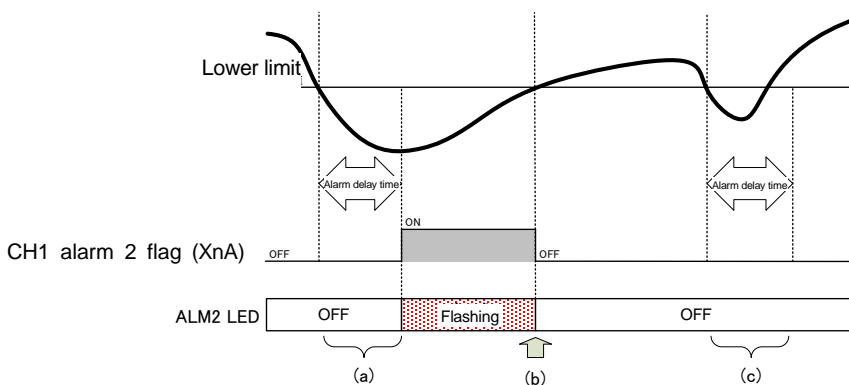 Lower limit
Alarm delay time
Alarm delay time
ON
CH1 alarm 2 flag (XnA)
OFF
OFF
ALM2 LED
OFF
Flashing
OFF
(a)
(b)
(c)